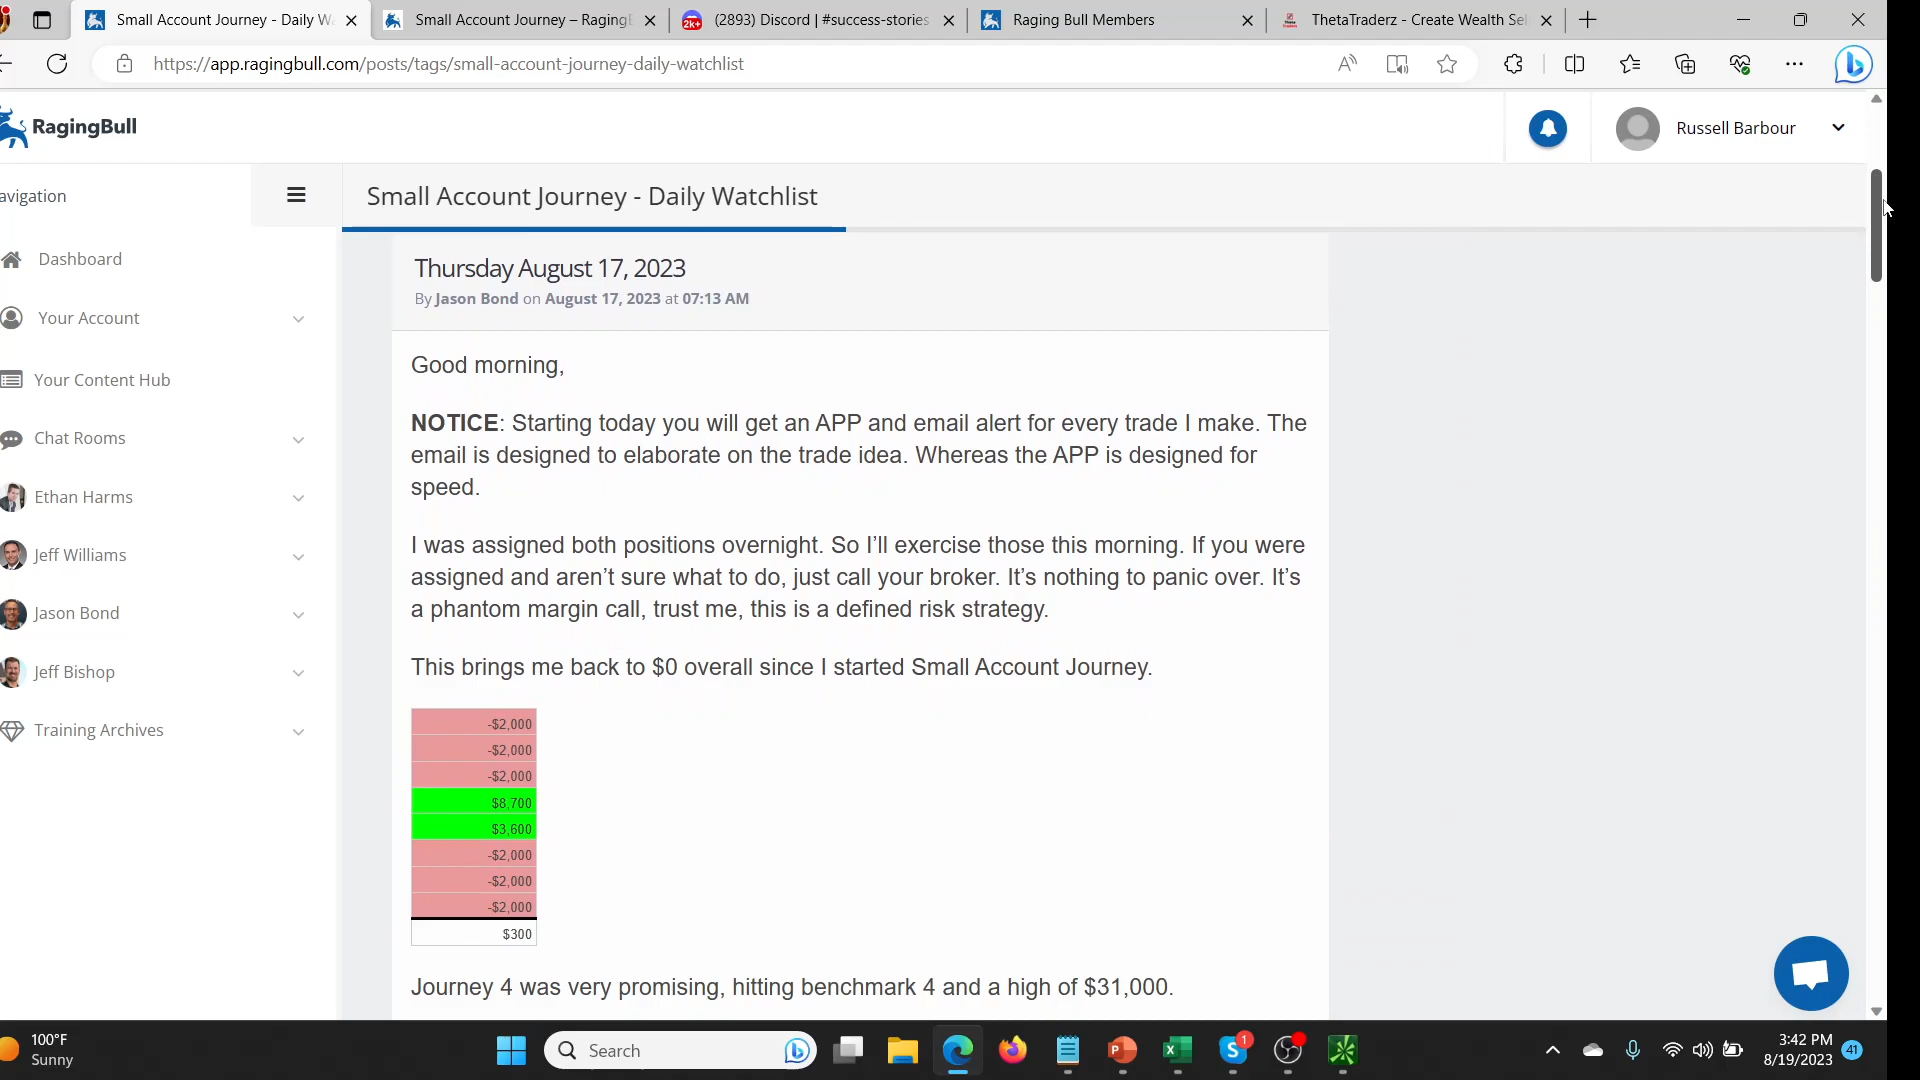 Small Account Journey - Daily W
Small Account Journey – RagingB
(2893) Discord | #success-stories
Raging Bull Members
ThetaTraderz - Create Wealth Sel
https://app.ragingbull.com/posts/tags/small-account-journey-daily-watchlist
RagingBull
Russell Barbour
avigation
Small Account Journey - Daily Watchlist
Dashboard
Your Account
Your Content Hub
Chat Rooms
Ethan Harms
Jeff Williams
Jason Bond
Jeff Bishop
Training Archives
Thursday August 17, 2023
By Jason Bond on August 17, 2023 at 07:13 AM
Good morning,
NOTICE: Starting today you will get an APP and email alert for every trade I make. The
email is designed to elaborate on the trade idea. Whereas the APP is designed for
speed.
I was assigned both positions overnight. So I’ll exercise those this morning. If you were
assigned and aren’t sure what to do, just call your broker. It’s nothing to panic over. It’s
a phantom margin call, trust me, this is a defined risk strategy.
This brings me back to $0 overall since I started Small Account Journey.
-$2,000
-$2,000
-$2,000
$8,700
$3,600
-$2,000
-$2,000
-$2,000
$300
Journey 4 was very promising, hitting benchmark 4 and a high of $31,000.
100°F
Sunny
Search
1
3:42 PM
8/19/2023
41